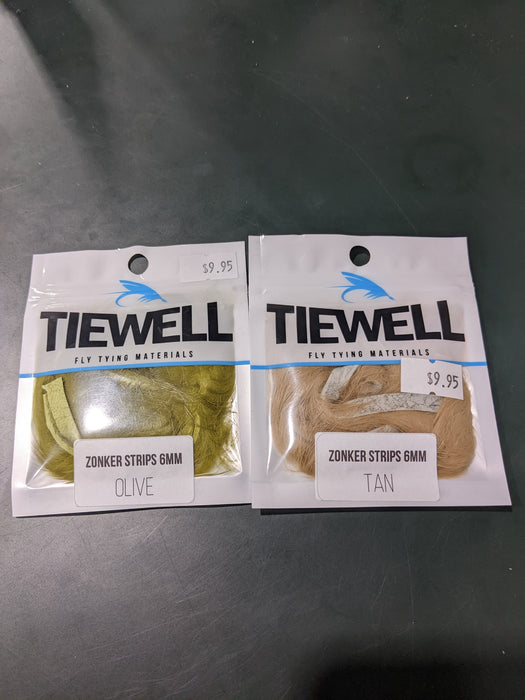 $9.95
TIEWELL
FLY TYING MATERIALS
ZONKER STRIPS 6MM
OLIVE
TIEWELL
FLY TYING MATERIALS
$9.95
ZONKER STRIPS 6MM
TAN